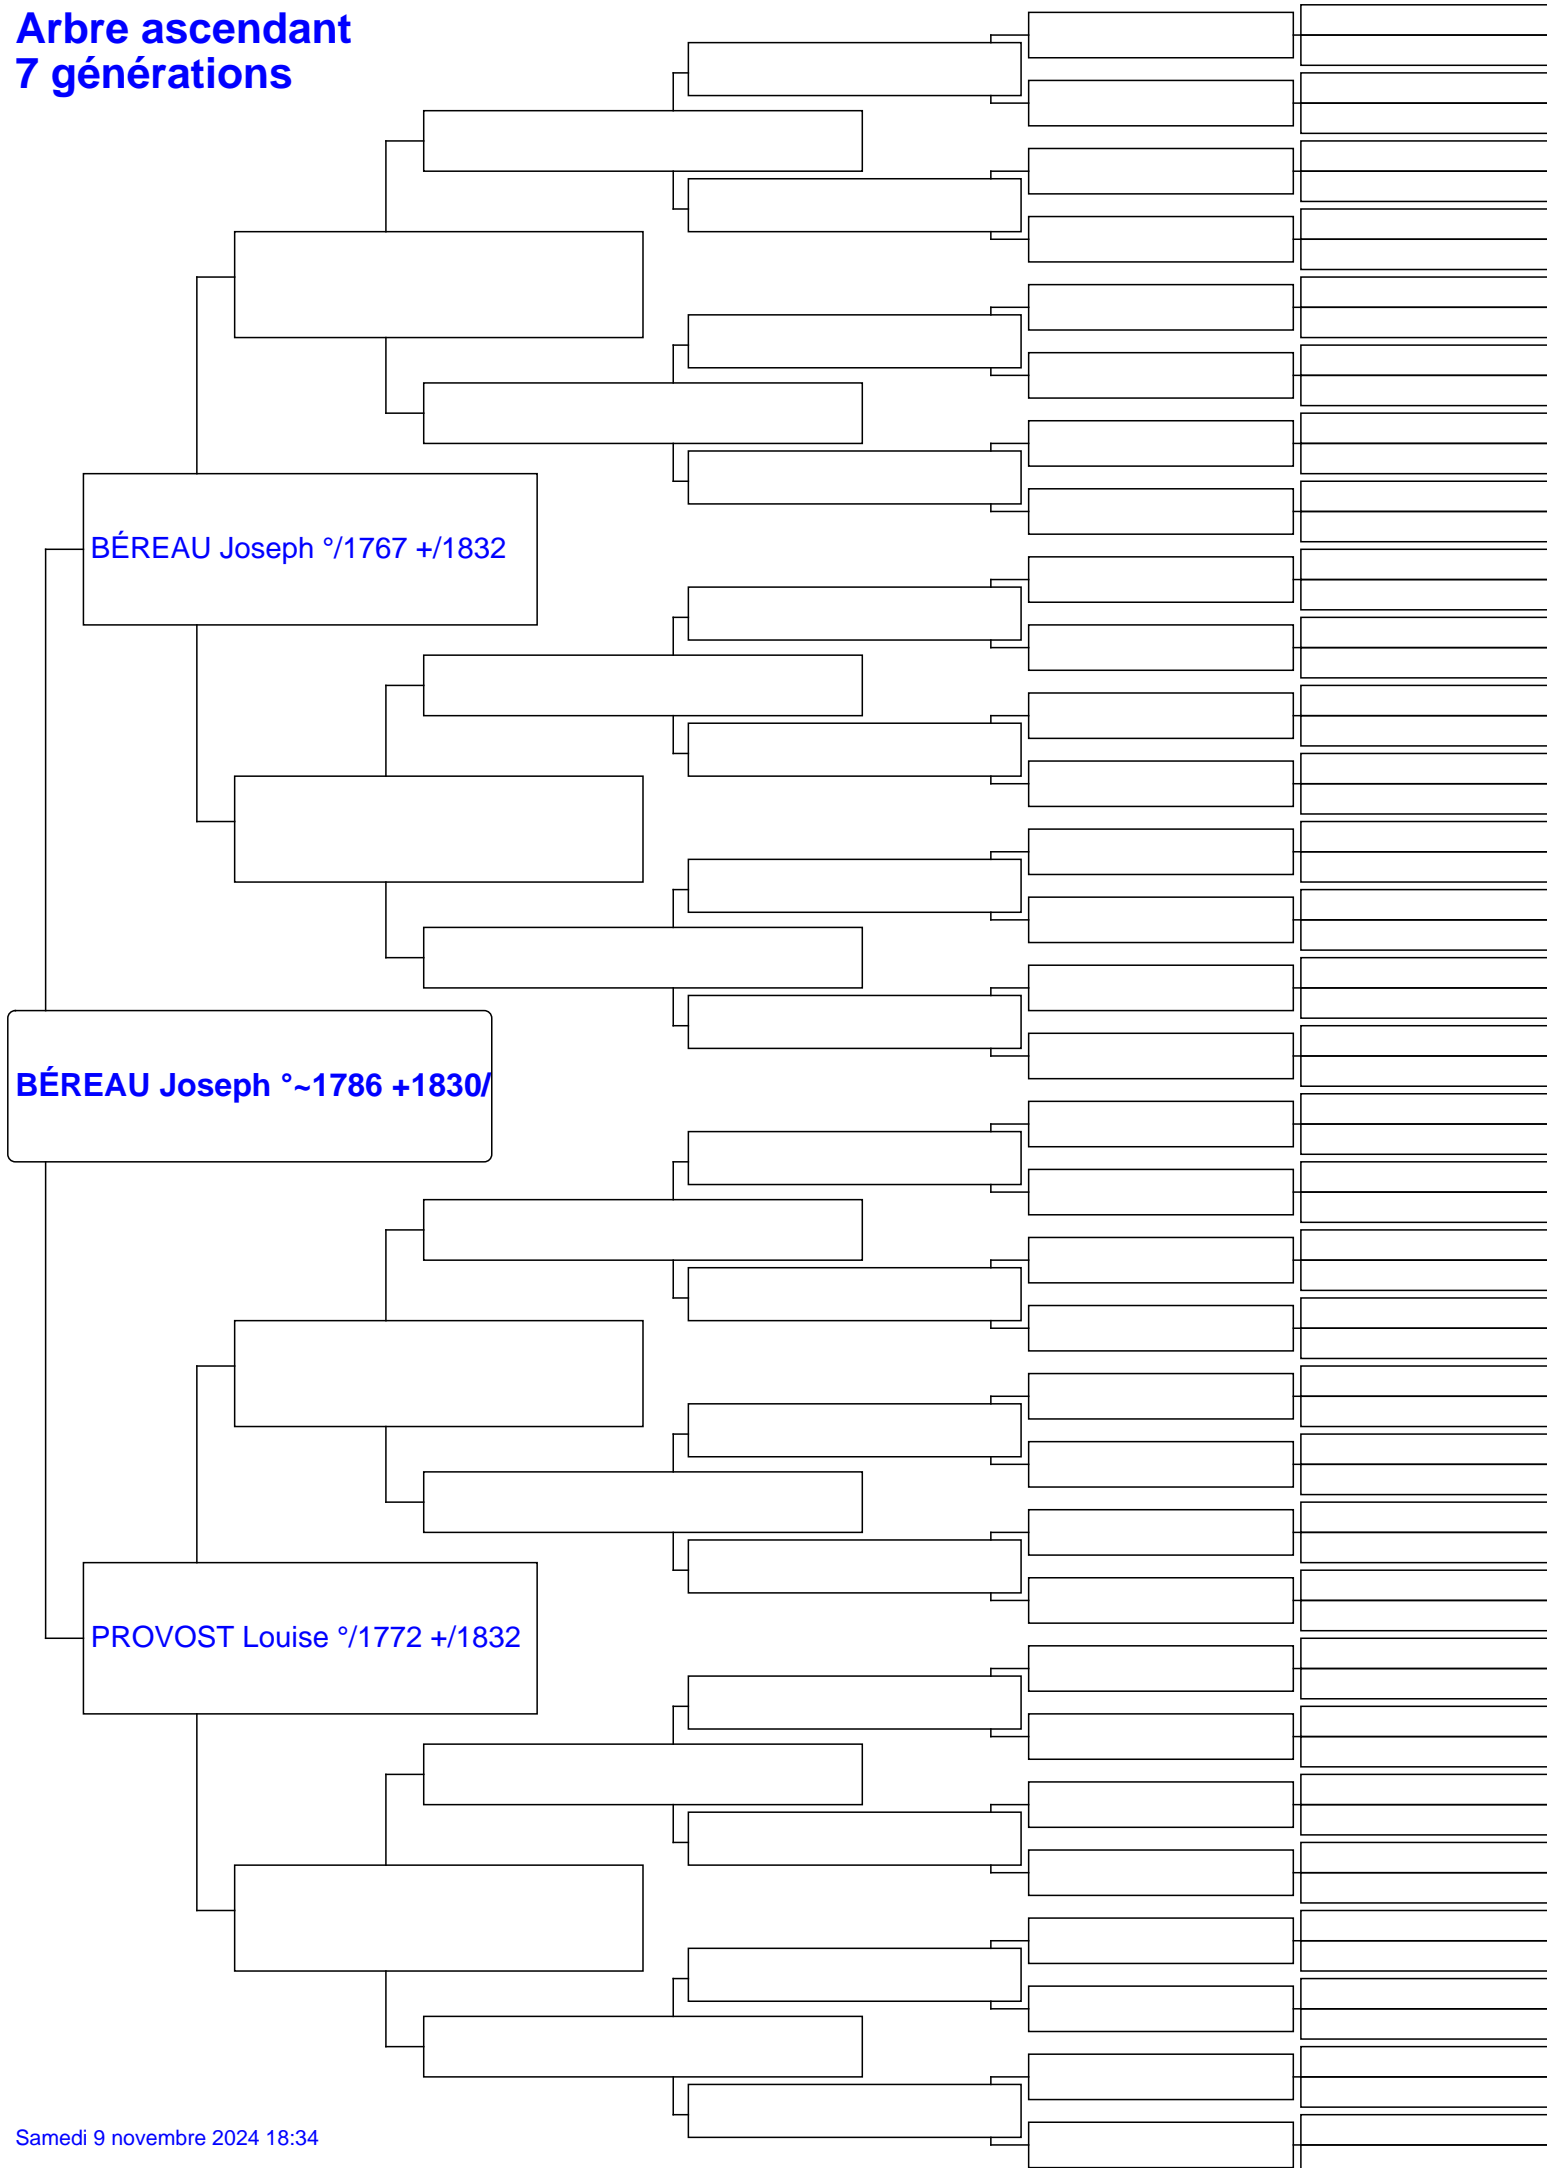 Arbre ascendant
7 générations
BÉREAU Joseph °/1767 +/1832
BÉREAU Joseph °~1786 +1830/
PROVOST Louise °/1772 +/1832
Samedi 9 novembre 2024 18:34